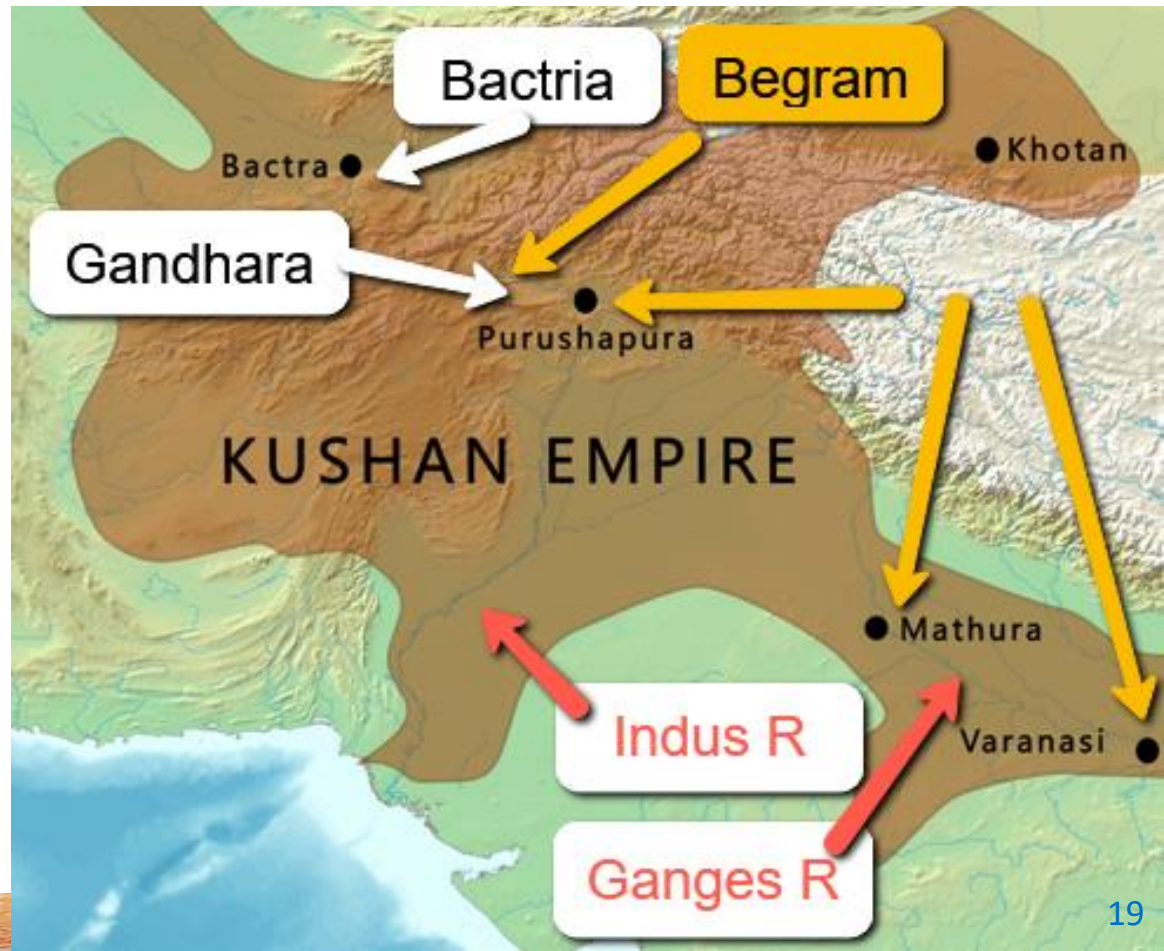 Bactria
Begram
Bactra
Khotan
Gandhara
Purushapura
KUSHAN EMPIRE
Mathura
Indus R
Varanasi
Ganges R
19